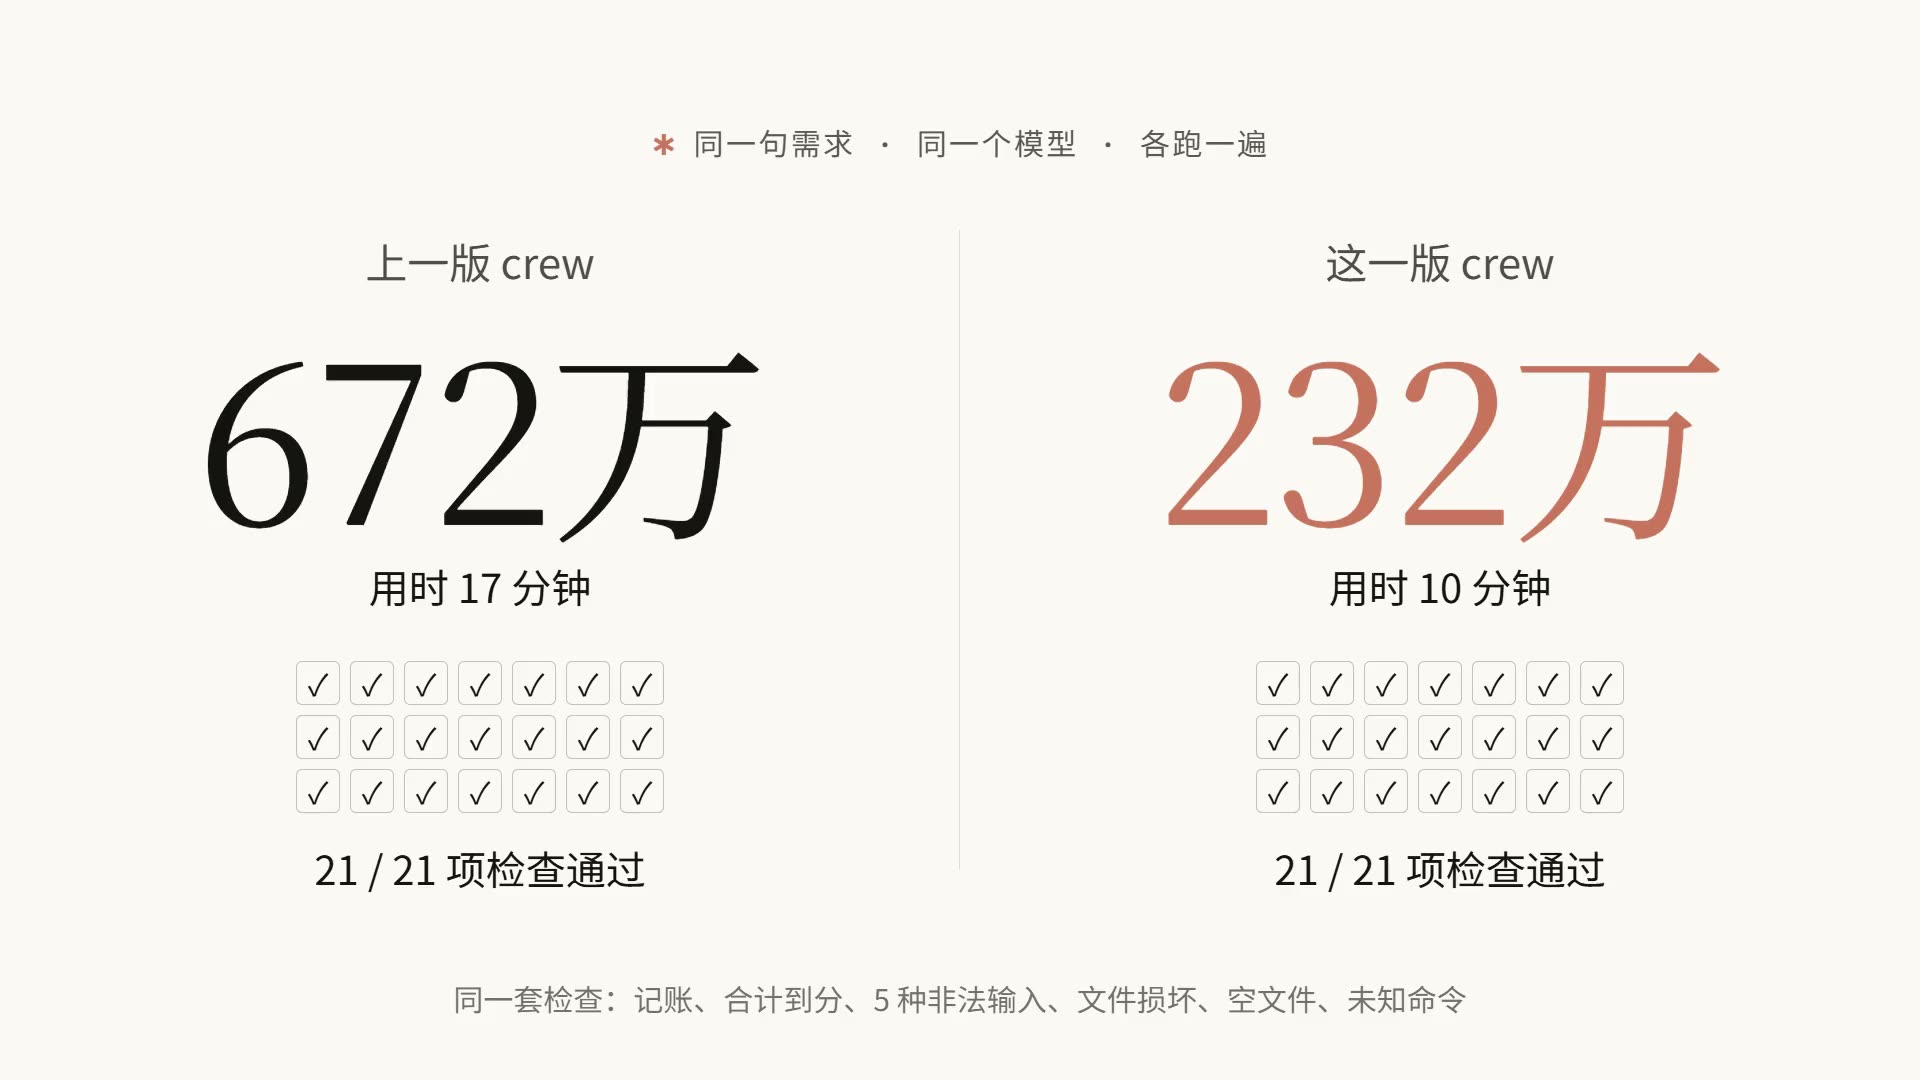 * 同一句需求 · 同一个模型 · 各跑一遍
上一版 crew
672万
用时 17 分钟
✓ ✓ ✓ ✓ ✓ ✓ ✓
✓ ✓ ✓ ✓ ✓ ✓ ✓
✓ ✓ ✓ ✓ ✓ ✓ ✓
21 / 21 项检查通过
这一版 crew
232万
用时 10 分钟
✓ ✓ ✓ ✓ ✓ ✓ ✓
✓ ✓ ✓ ✓ ✓ ✓ ✓
✓ ✓ ✓ ✓ ✓ ✓ ✓
21 / 21 项检查通过
同一套检查：记账、合计到分、5 种非法输入、文件损坏、空文件、未知命令